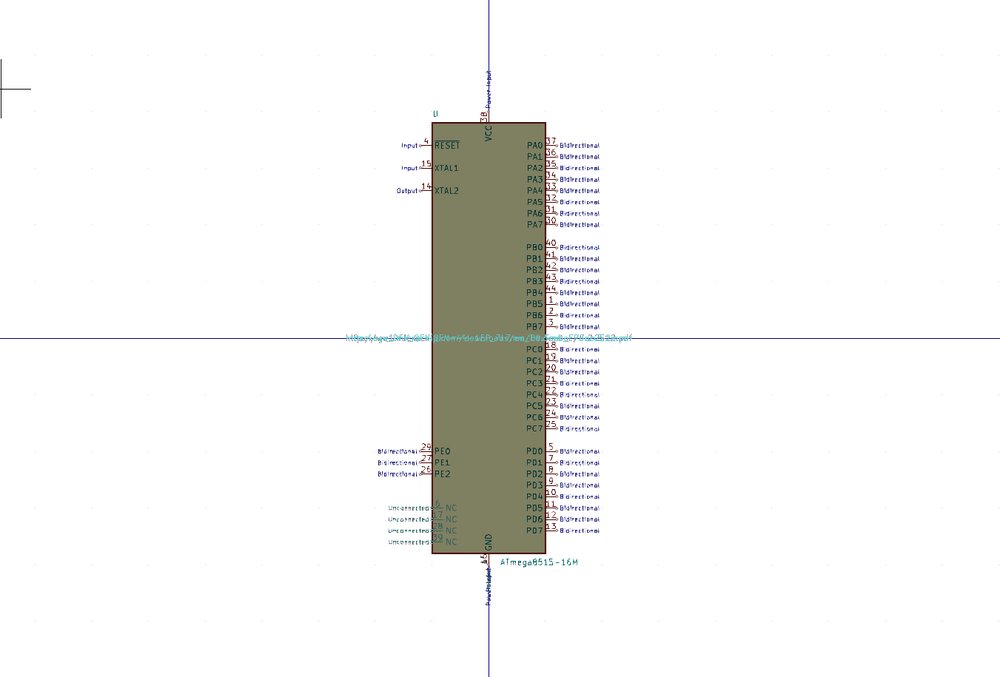 Power Input
38
VCC
U
Input 4 RESET
Input 15 XTAL1
Output 14 XTAL2
PA0 37 Bidirectional
PA1 36 Bidirectional
PA2 35 Bidirectional
PA3 34 Bidirectional
PA4 33 Bidirectional
PA5 32 Bidirectional
PA6 31 Bidirectional
PA7 30 Bidirectional
PB0 40 Bidirectional
PB1 41 Bidirectional
PB2 42 Bidirectional
PB3 43 Bidirectional
PB4 44 Bidirectional
PB5 1 Bidirectional
PB6 2 Bidirectional
PB7 3 Bidirectional
PC0 18 Bidirectional
PC1 19 Bidirectional
PC2 20 Bidirectional
PC3 21 Bidirectional
PC4 22 Bidirectional
PC5 23 Bidirectional
PC6 24 Bidirectional
PC7 25 Bidirectional
Bidirectional 29 PE0
Bidirectional 27 PE1
Bidirectional 26 PE2
PD0 5 Bidirectional
PD1 7 Bidirectional
PD2 8 Bidirectional
PD3 9 Bidirectional
PD4 10 Bidirectional
PD5 11 Bidirectional
PD6 12 Bidirectional
PD7 13 Bidirectional
Unconnected 6 NC
Unconnected 17 NC
Unconnected 28 NC
Unconnected 39 NC
GND
ATmega8515-16M